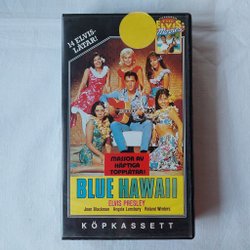 14 ELVIS-
LÅTAR!
ELVIS
MASSOR AV
HÄFTIGA
TOPPLÅTAR!
BLUE HAWAII
ELVIS PRESLEY
Joan Blackman Angela Lansbury Roland Winters
KÖPKASSETT